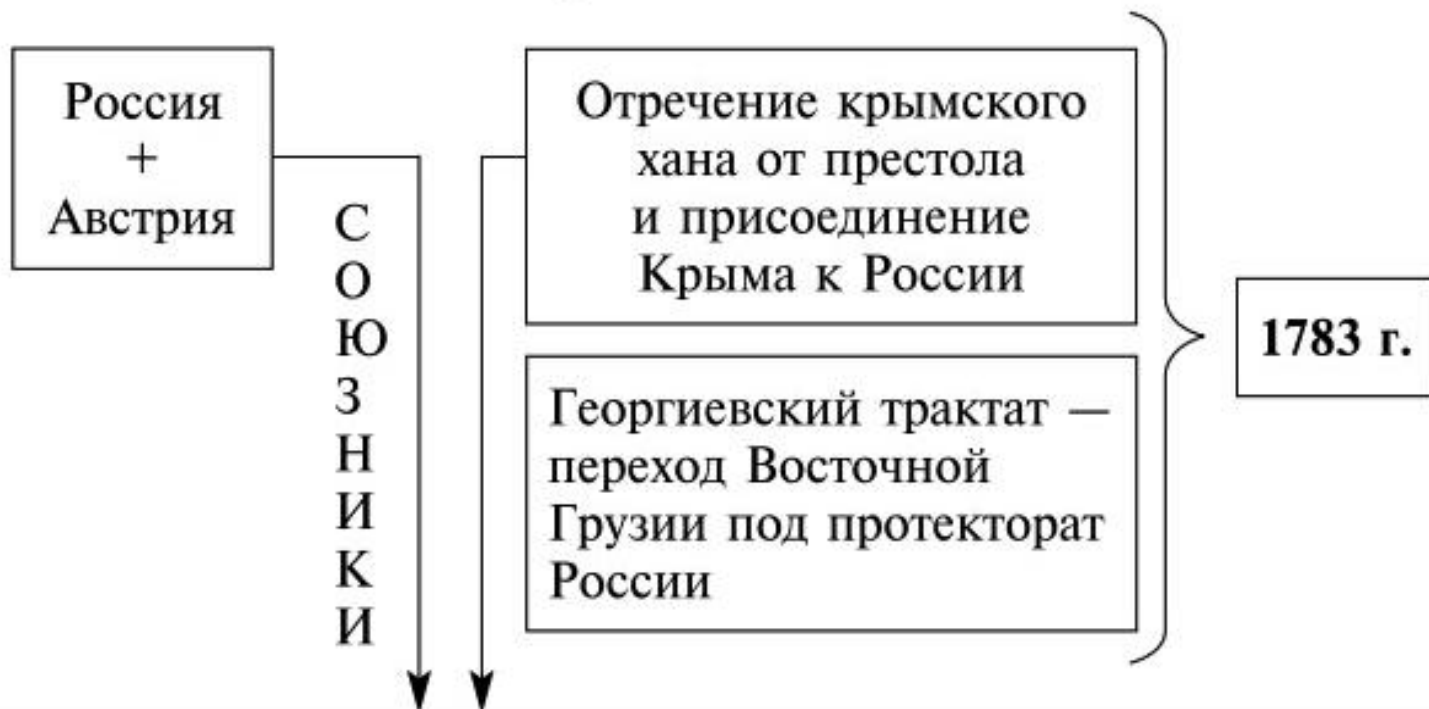 Россия
+
Австрия
СОЮЗНИКИ
Отречение крымского
хана от престола
и присоединение
Крыма к России
Георгиевский трактат —
переход Восточной
Грузии под протекторат
России
1783 г.